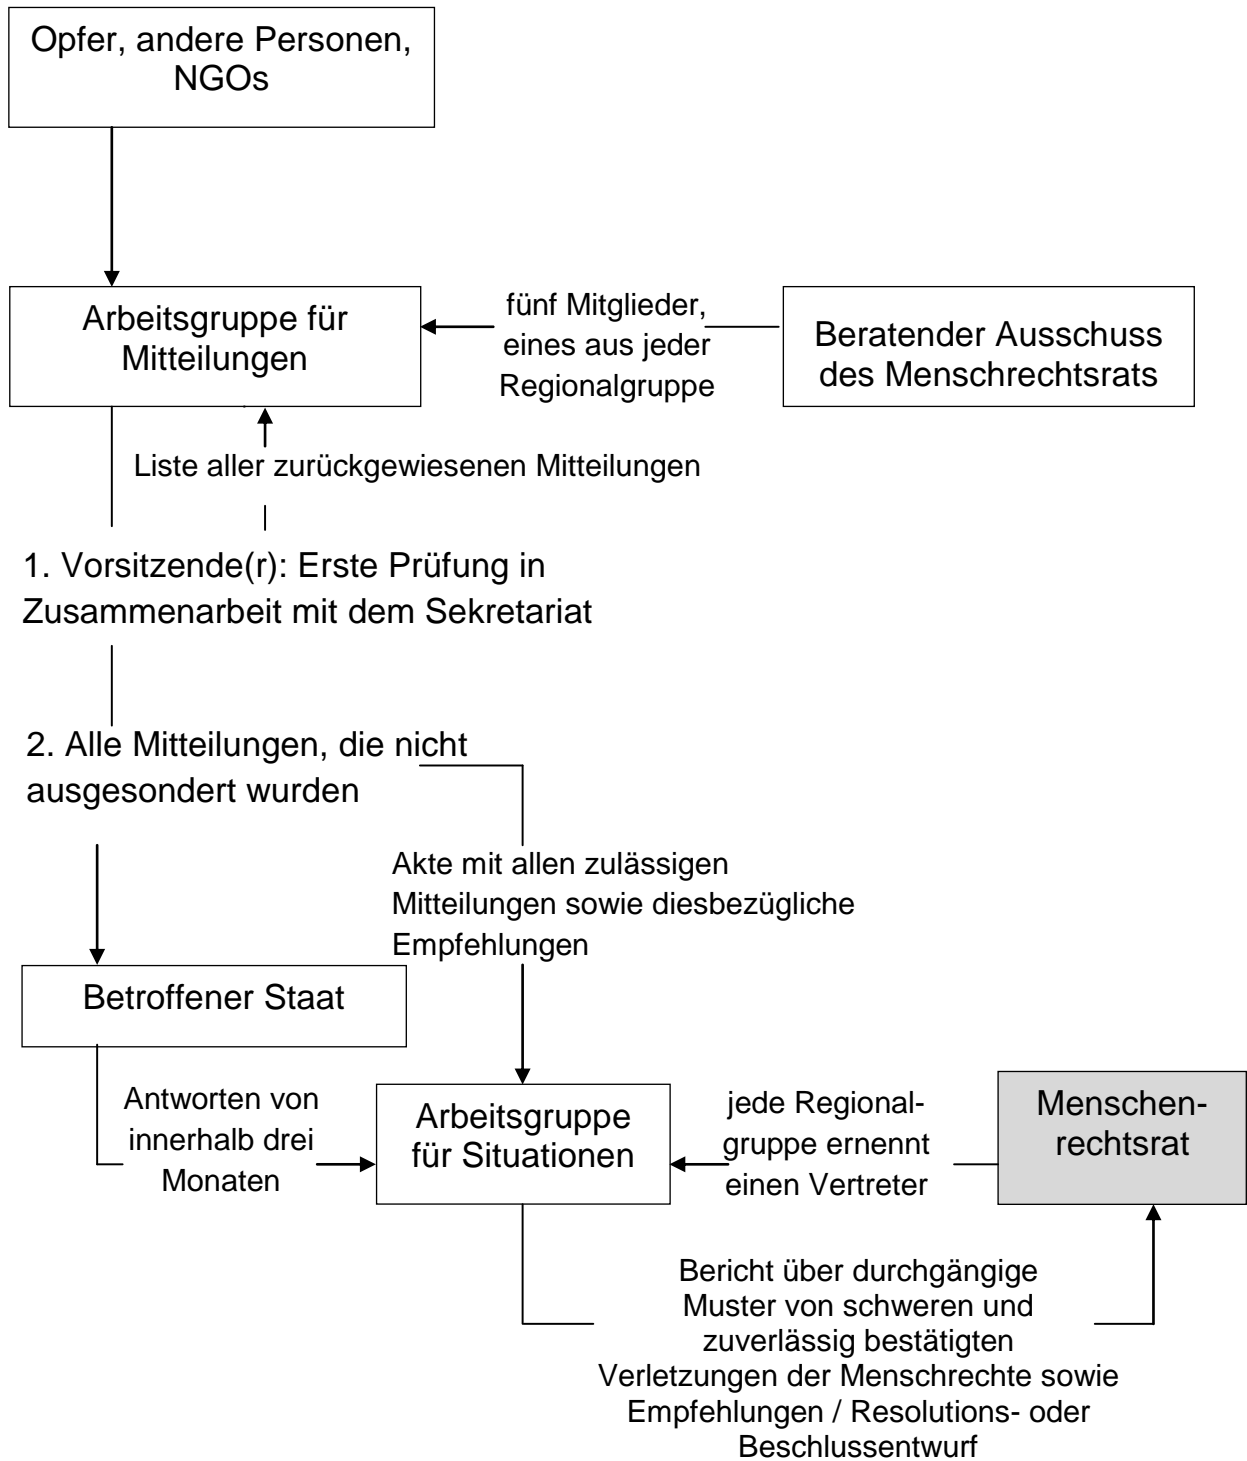 Opfer, andere Personen,
NGOs
Arbeitsgruppe für
Mitteilungen
fünf Mitglieder,
eines aus jeder
Regionalgruppe
Beratender Ausschuss
des Menschrechtsrats
Liste aller zurückgewiesenen Mitteilungen
1. Vorsitzende(r): Erste Prüfung in
Zusammenarbeit mit dem Sekretariat
2. Alle Mitteilungen, die nicht
ausgesondert wurden
Akte mit allen zulässigen
Mitteilungen sowie diesbezügliche
Empfehlungen
Betroffener Staat
Antworten von
innerhalb drei
Monaten
Arbeitsgruppe
für Situationen
jede Regional-
gruppe ernennt
einen Vertreter
Menschen-
rechtsrat
Bericht über durchgängige
Muster von schweren und
zuverlässig bestätigten
Verletzungen der Menschrechte sowie
Empfehlungen / Resolutions- oder
Beschlussentwurf